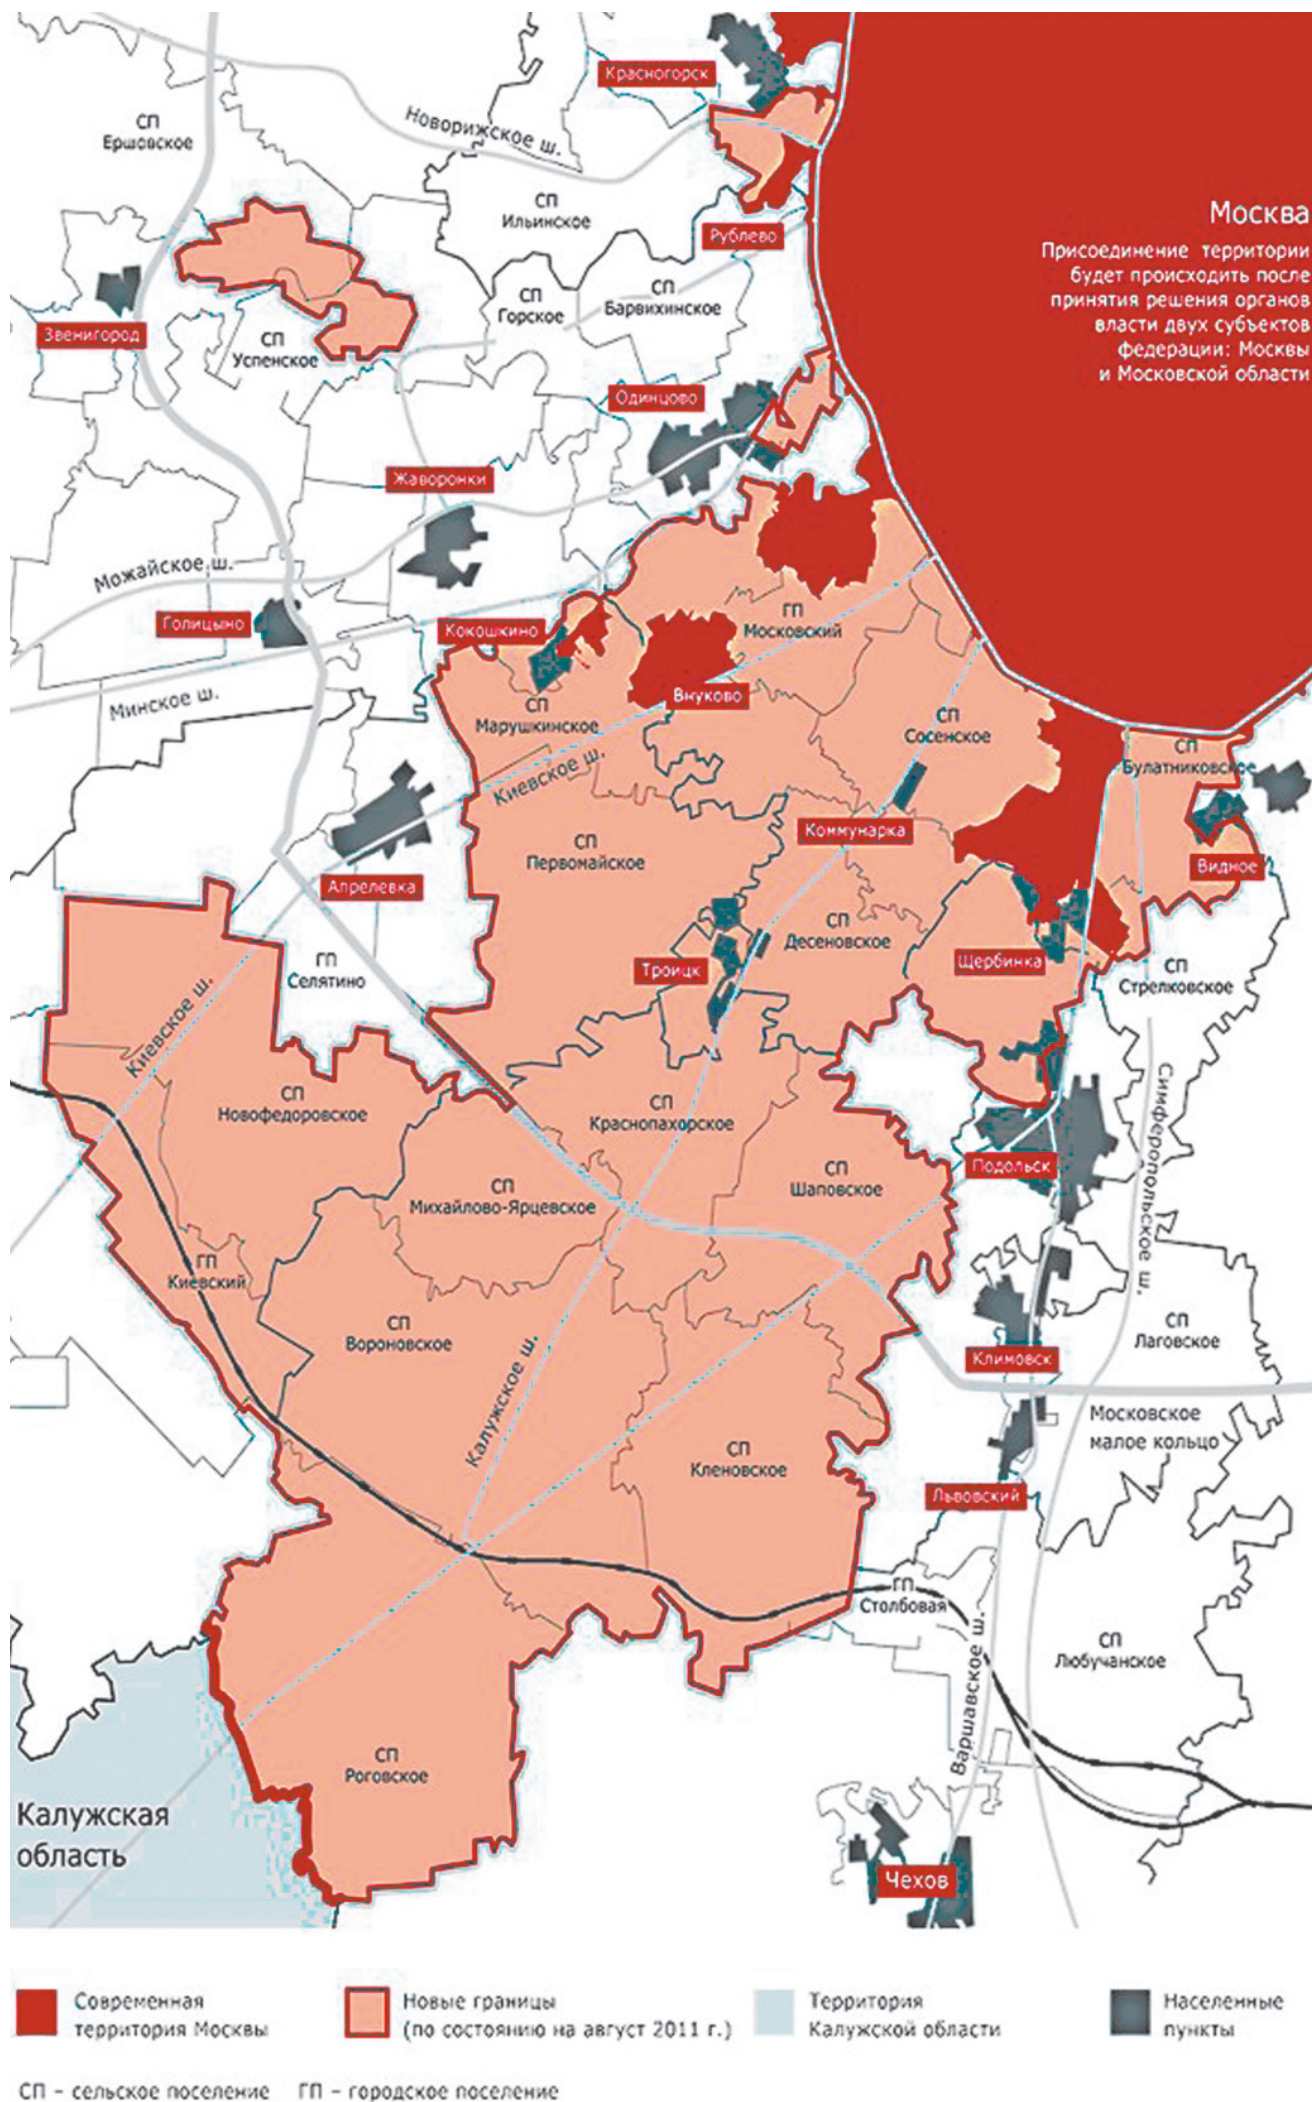 Красногорск
Новорижское ш.
СП
Ершовское
СП
Ильинское
Москва
Присоединение территории
будет происходить после
принятия решения органов
власти двух субъектов
федерации: Москвы
и Московской области
Рублево
СП
Горское
СП
Барвихинское
Звенигород
СП
Успенское
Одинцово
Жаворонки
Можайское ш.
Голицыно
Кокошкино
ГП
Московский
Минское ш.
Внуково
СП
Марушкинское
СП
Сосенское
СП
Булатниковское
Киевское ш.
Коммунарка
СП
Первомайское
Видное
Апрелевка
СП
Десеновское
ГП
Селятино
Троицк
Щербинка
СП
Стрелковское
Киевское ш.
СП
Новофедоровское
СП
Краснопахорское
Симферопольское ш.
Подольск
СП
Шаповское
СП
Михайлово-Ярцевское
ГП
Киевский
СП
Вороновское
СП
Лаговское
Климовск
Калужское ш.
Московское
малое кольцо
СП
Кленовское
Львовский
ГП
Столбовая
СП
Любучанское
Варшавское ш.
СП
Роговское
Калужская
область
Чехов
Современная
территория Москвы
Новые границы
(по состоянию на август 2011 г.)
Территория
Калужской области
Населенные
пункты
СП – сельское поселение
ГП – городское поселение